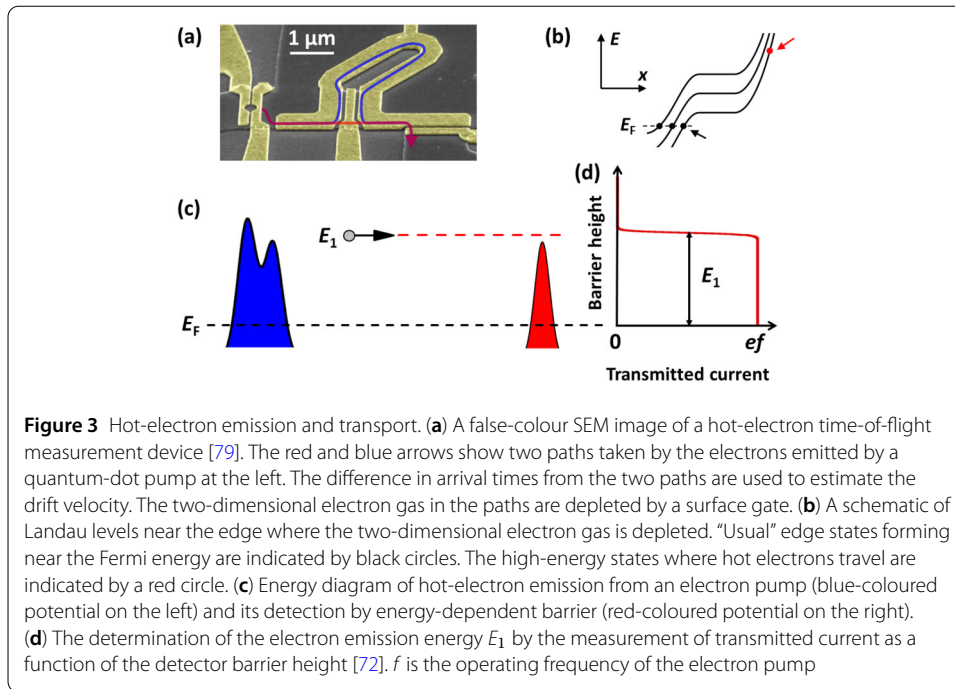 (a)
1 μm
(b)
E
x
E_F
(c)
E_1
E_F
(d)
Barrier height
E_1
0
ef
Transmitted current
Figure 3 Hot-electron emission and transport. (a) A false-colour SEM image of a hot-electron time-of-flight
measurement device [79]. The red and blue arrows show two paths taken by the electrons emitted by a
quantum-dot pump at the left. The difference in arrival times from the two paths are used to estimate the
drift velocity. The two-dimensional electron gas in the paths are depleted by a surface gate. (b) A schematic of
Landau levels near the edge where the two-dimensional electron gas is depleted. “Usual” edge states forming
near the Fermi energy are indicated by black circles. The high-energy states where hot electrons travel are
indicated by a red circle. (c) Energy diagram of hot-electron emission from an electron pump (blue-coloured
potential on the left) and its detection by energy-dependent barrier (red-coloured potential on the right).
(d) The determination of the electron emission energy E_1 by the measurement of transmitted current as a
function of the detector barrier height [72]. f is the operating frequency of the electron pump